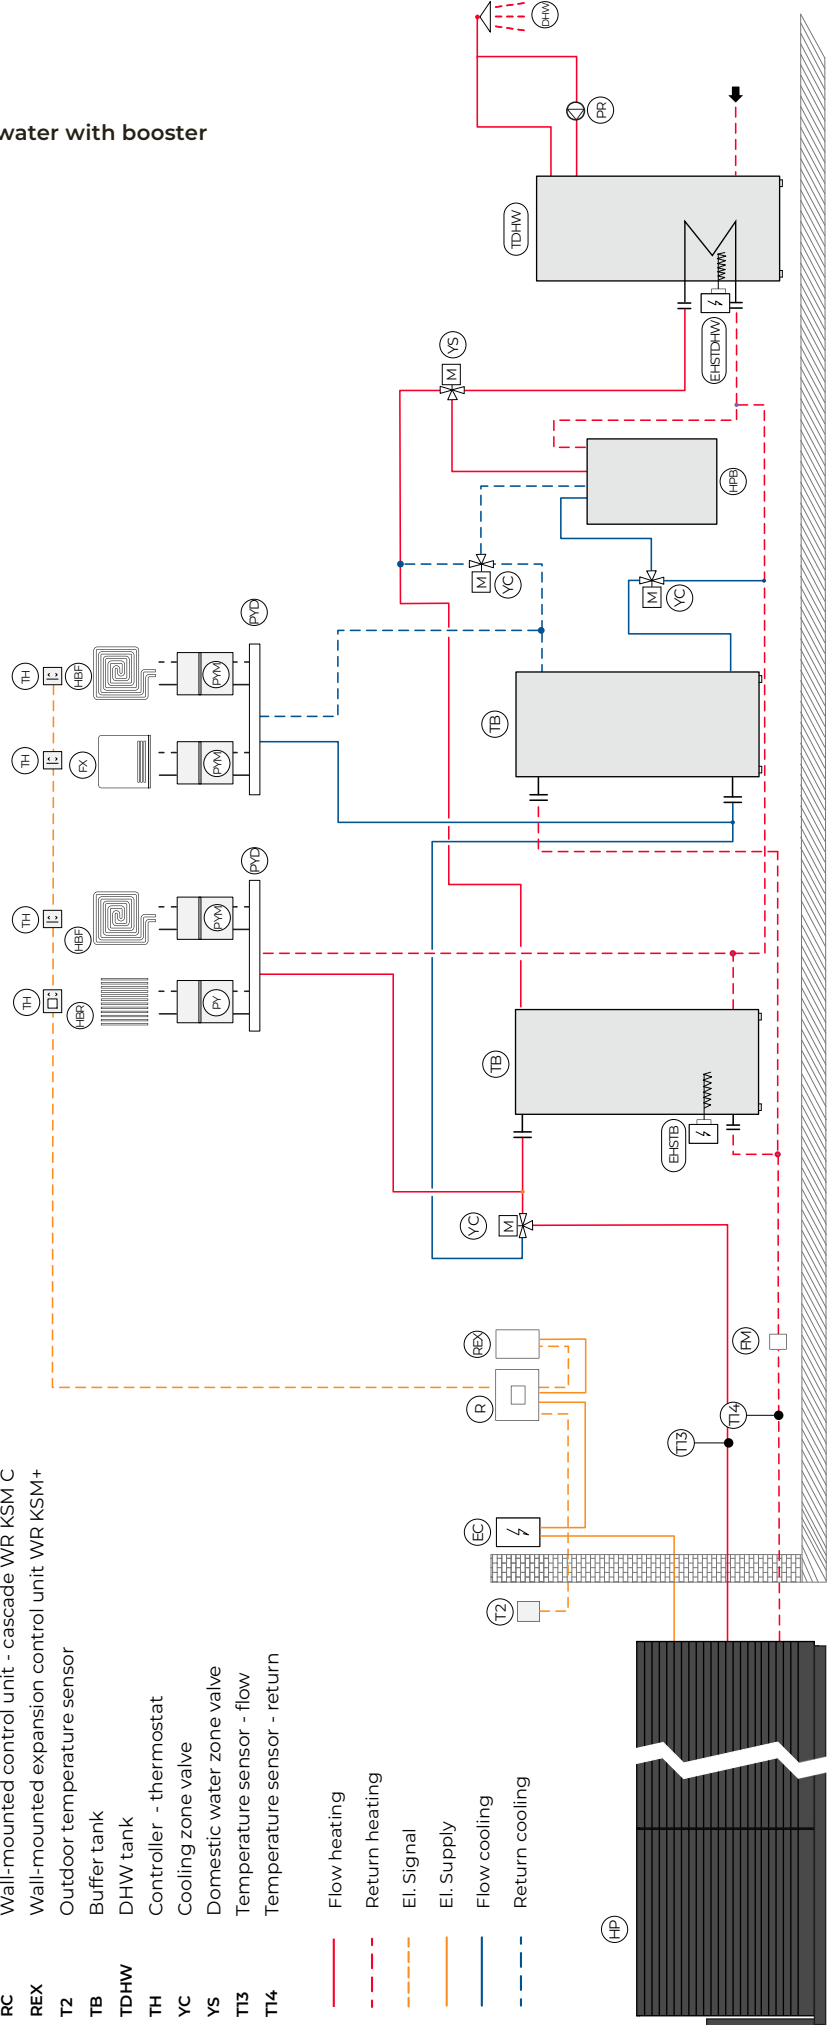 water with booster
RC Wall-mounted control unit - cascade WR KSM C
REX Wall-mounted expansion control unit WR KSM+
T2 Outdoor temperature sensor
TB Buffer tank
TDHW DHW tank
TH Controller - thermostat
YC Cooling zone valve
YS Domestic water zone valve
T13 Temperature sensor - flow
T14 Temperature sensor - return
Flow heating
Return heating
El. Signal
El. Supply
Flow cooling
Return cooling
HP
T2
EC
R
REX
T13
T14
FM
YC
M
EHSTB
TB
TH
HBR
PY
TH
HBF
PYM
PYD
TH
FX
PYM
TH
HBF
PYM
PYD
TB
M
YC
M
YC
HPB
M
YS
EHSTDHW
TDHW
PR
DHW